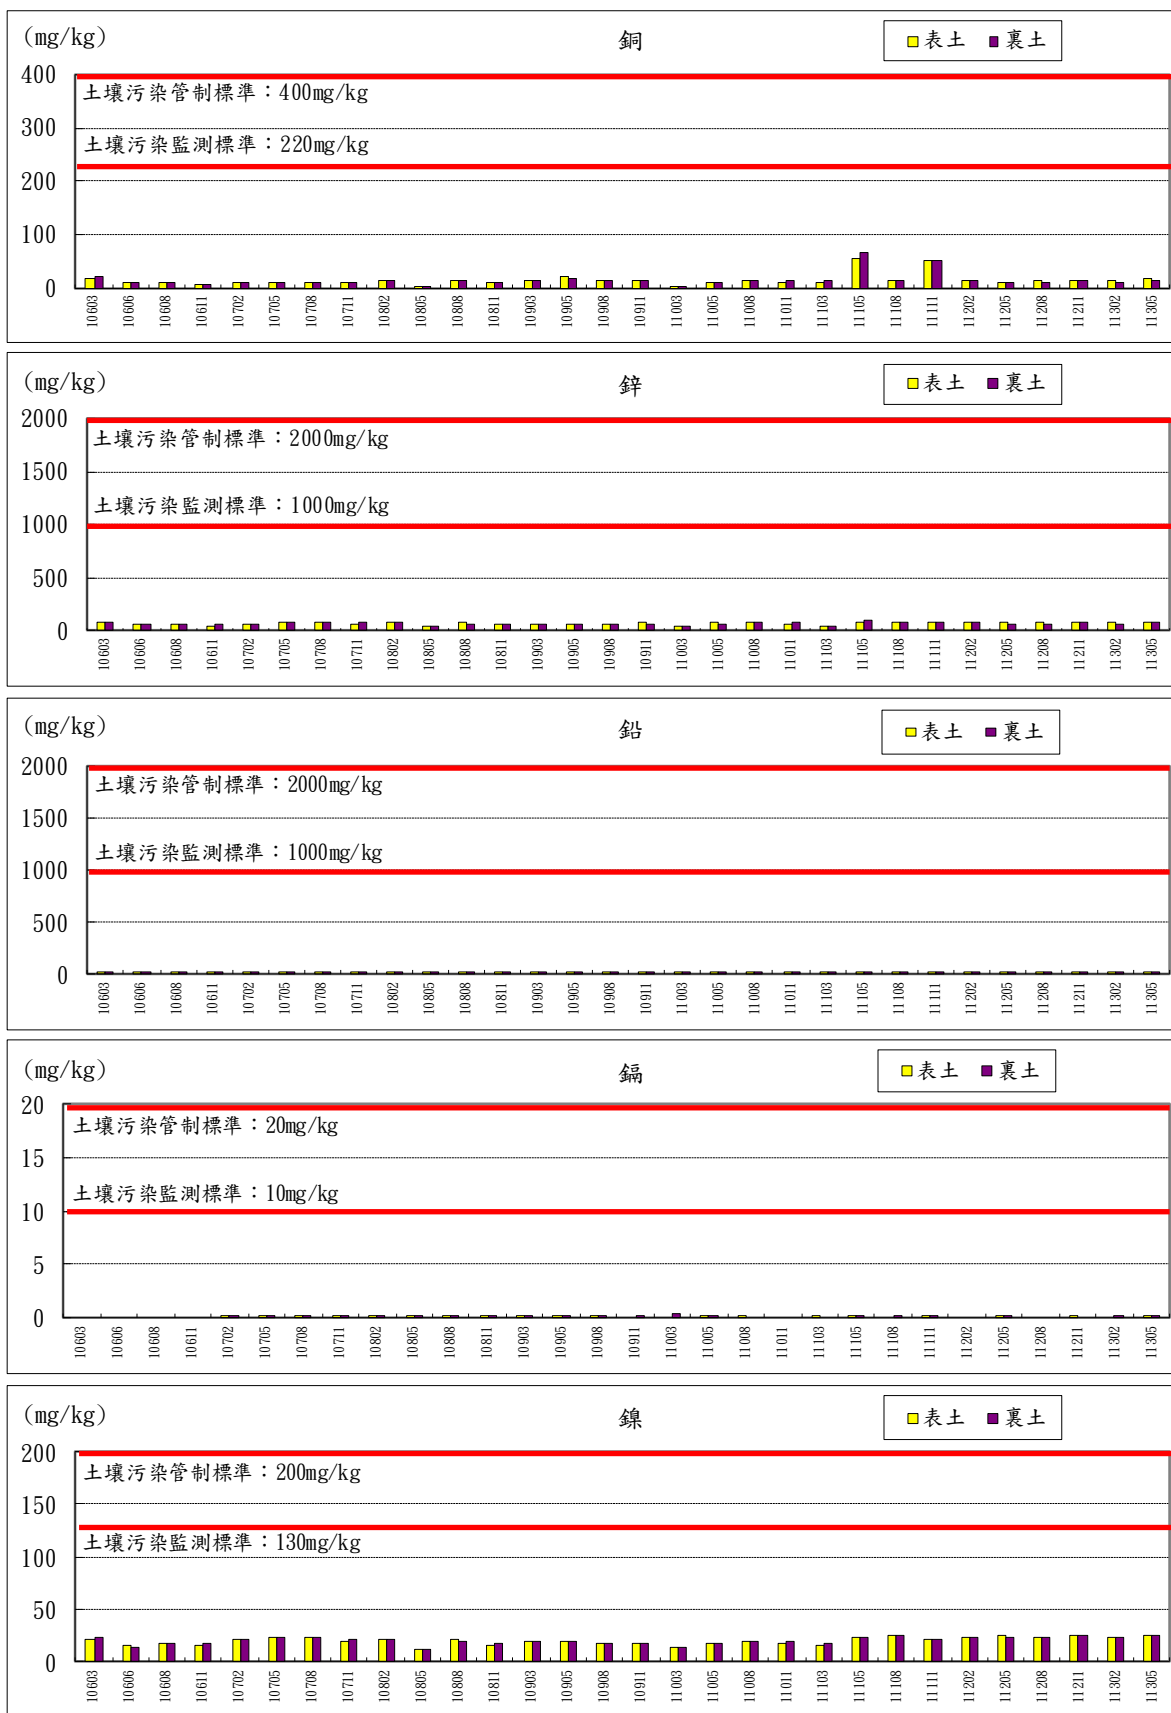 (mg/kg)
銅
表土 裏土
400
土壤污染管制標準：400mg/kg
300
土壤污染監測標準：220mg/kg
200
100
0
10603 10606 10608 10611 10702 10705 10708 10711 10802 10805 10808 10811 10903 10905 10908 10911 11003 11005 11008 11011 11103 11105 11108 11111 11202 11205 11208 11211 11302 11305
(mg/kg)
鋅
表土 裏土
2000
土壤污染管制標準：2000mg/kg
1500
土壤污染監測標準：1000mg/kg
1000
500
0
10603 10606 10608 10611 10702 10705 10708 10711 10802 10805 10808 10811 10903 10905 10908 10911 11003 11005 11008 11011 11103 11105 11108 11111 11202 11205 11208 11211 11302 11305
(mg/kg)
鉛
表土 裏土
2000
土壤污染管制標準：2000mg/kg
1500
土壤污染監測標準：1000mg/kg
1000
500
0
10603 10606 10608 10611 10702 10705 10708 10711 10802 10805 10808 10811 10903 10905 10908 10911 11003 11005 11008 11011 11103 11105 11108 11111 11202 11205 11208 11211 11302 11305
(mg/kg)
鎘
表土 裏土
20
土壤污染管制標準：20mg/kg
15
土壤污染監測標準：10mg/kg
10
5
0
10603 10606 10608 10611 10702 10705 10708 10711 10802 10805 10808 10811 10903 10905 10908 10911 11003 11005 11008 11011 11103 11105 11108 11111 11202 11205 11208 11211 11302 11305
(mg/kg)
鎳
表土 裏土
200
土壤污染管制標準：200mg/kg
150
土壤污染監測標準：130mg/kg
100
50
0
10603 10606 10608 10611 10702 10705 10708 10711 10802 10805 10808 10811 10903 10905 10908 10911 11003 11005 11008 11011 11103 11105 11108 11111 11202 11205 11208 11211 11302 11305